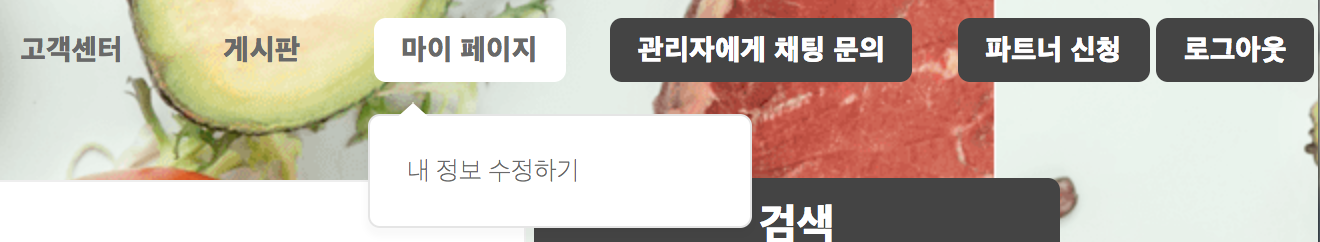 고객센터 게시판 마이 페이지 관리자에게 채팅 문의 파트너 신청 로그아웃
내 정보 수정하기
검색